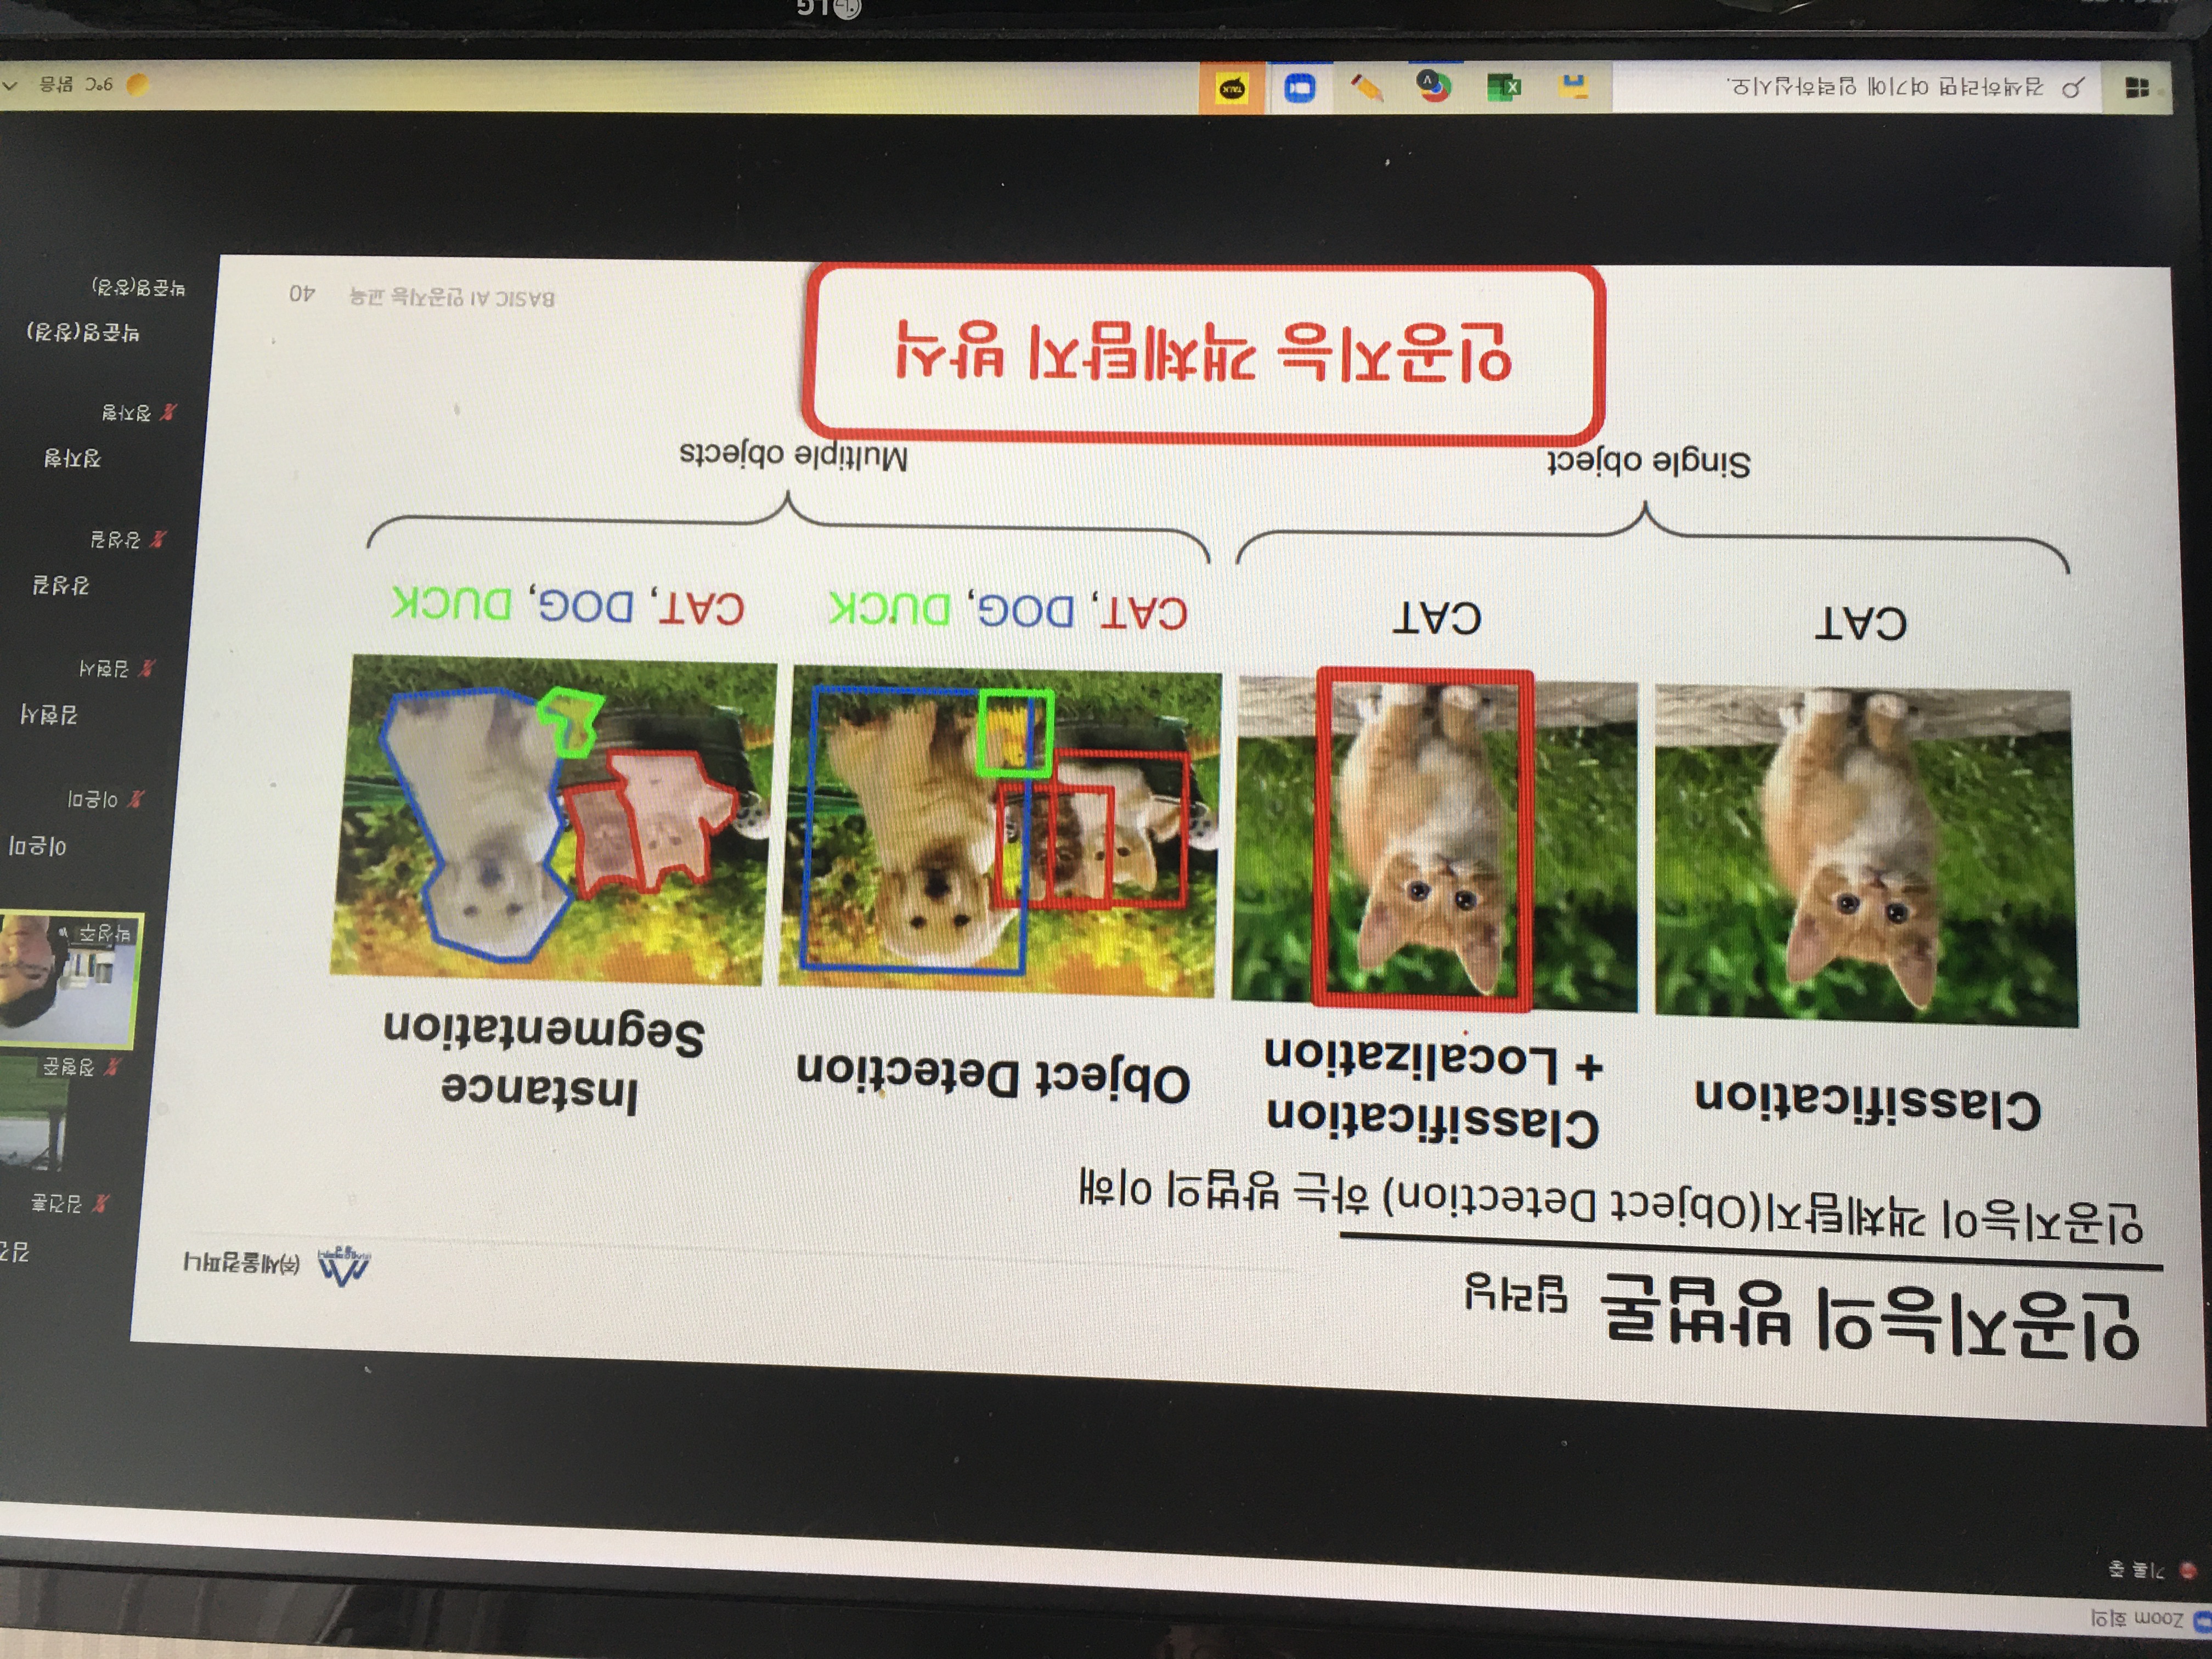 Zoom 회의
기록 중
인공지능의 방법론 딥러닝
(주)세울컴퍼니
인공지능이 객체탐지(Object Detection) 하는 방법의 이해
Classification
Classification
+ Localization
Object Detection
Instance
Segmentation
CAT
CAT
CAT, DOG, DUCK
CAT, DOG, DUCK
Single object
Multiple objects
인공지능 객체탐지 방식
BASIC AI 인공지능 교육 40
김건훈
정형준
박성주
이은미
이은미
김현서
김현서
강성길
강성길
정자형
정자형
박준영(창경)
박준영(창경)
검색하려면 여기에 입력하십시오.
TALK
9°C 맑음
LG